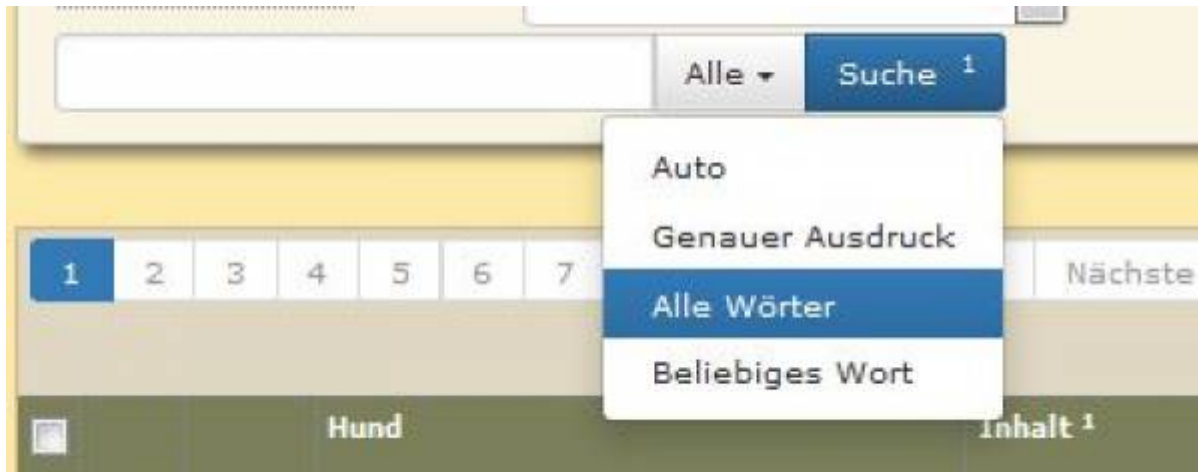 Alle Suche 1
Auto
Genauer Ausdruck
1 2 3 4 5 6 7 Nächste
Alle Wörter
Beliebiges Wort
Hund Inhalt 1